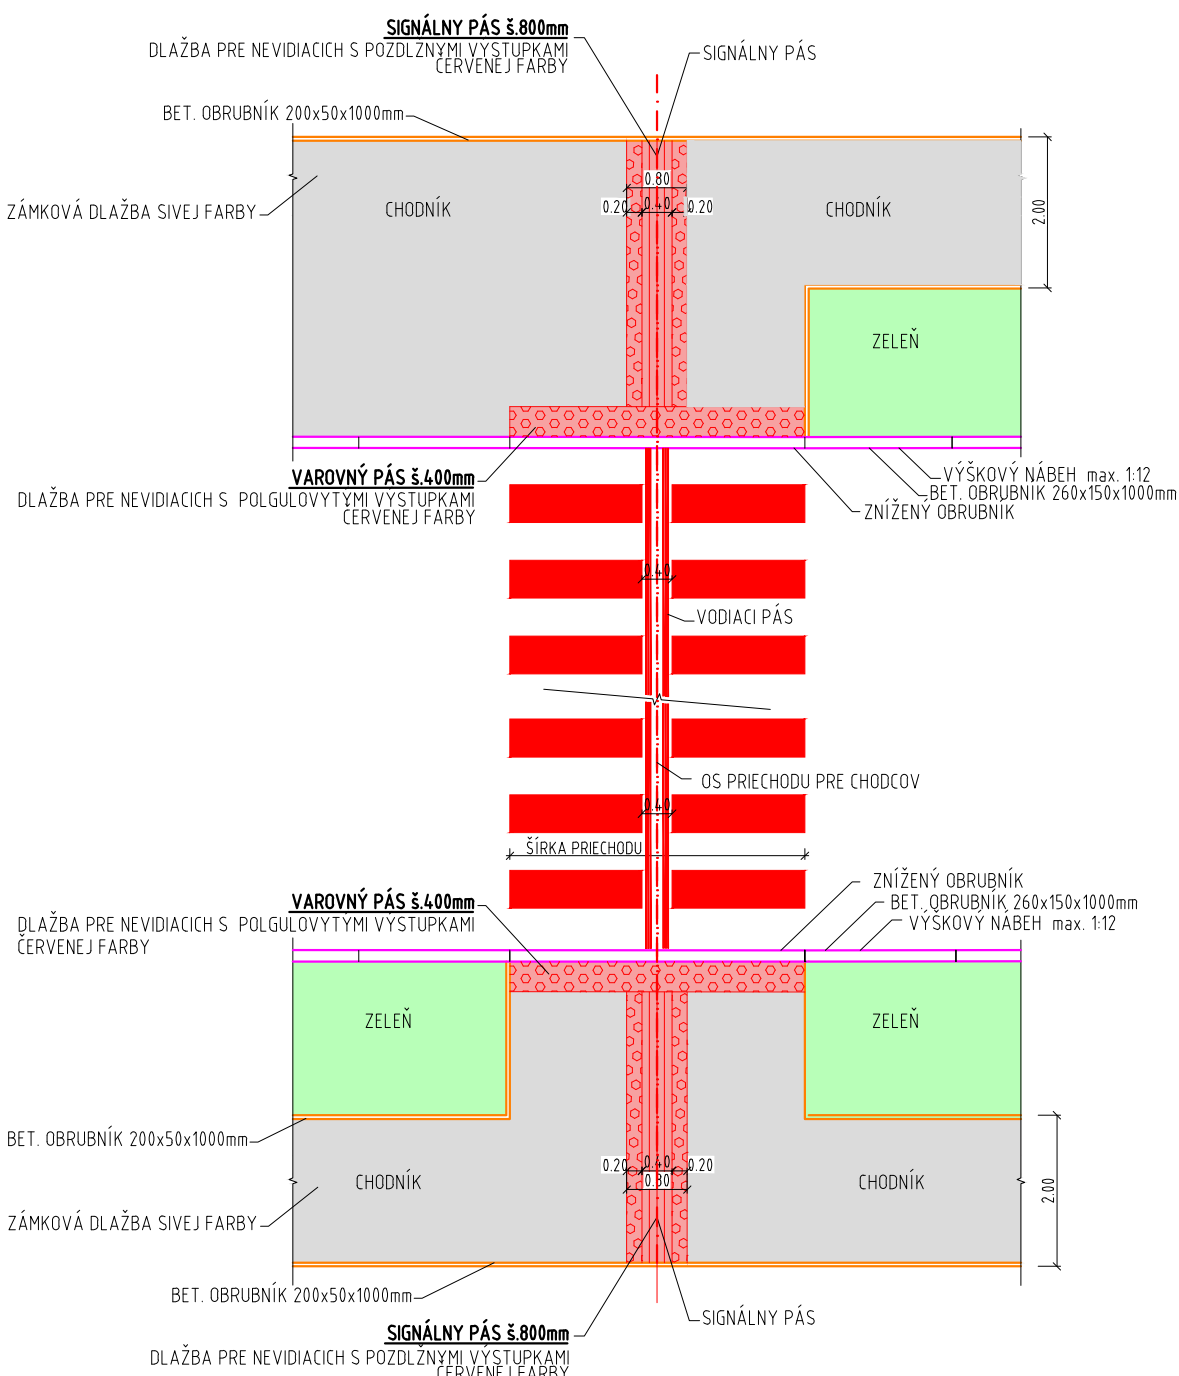 SIGNÁLNY PÁS š.800mm
DLAŽBA PRE NEVIDIACICH S POZDLŽNYMI VÝSTUPKAMI
ČERVENEJ FARBY
SIGNÁLNY PÁS
BET. OBRUBNÍK 200x50x1000mm
ZÁMKOVÁ DLAŽBA SIVEJ FARBY
CHODNÍK
CHODNÍK
0.80
0.20
0.40
0.20
2.00
ZELEŇ
VAROVNÝ PÁS š.400mm
DLAŽBA PRE NEVIDIACICH S POLGULOVYTÝMI VÝSTUPKAMI
ČERVENEJ FARBY
VÝŠKOVÝ NÁBEH max. 1:12
BET. OBRUBNÍK 260x150x1000mm
ZNÍŽENÝ OBRUBNÍK
0.40
VODIACI PÁS
OS PRIECHODU PRE CHODCOV
0.40
ŠÍRKA PRIECHODU
ZNÍŽENÝ OBRUBNÍK
BET. OBRUBNÍK 260x150x1000mm
VÝŠKOVÝ NÁBEH max. 1:12
VAROVNÝ PÁS š.400mm
DLAŽBA PRE NEVIDIACICH S POLGULOVYTÝMI VÝSTUPKAMI
ČERVENEJ FARBY
ZELEŇ
ZELEŇ
BET. OBRUBNÍK 200x50x1000mm
0.20
0.40
0.20
0.80
CHODNÍK
CHODNÍK
2.00
ZÁMKOVÁ DLAŽBA SIVEJ FARBY
BET. OBRUBNÍK 200x50x1000mm
SIGNÁLNY PÁS
SIGNÁLNY PÁS š.800mm
DLAŽBA PRE NEVIDIACICH S POZDLŽNYMI VÝSTUPKAMI
ČERVENEJ FARBY